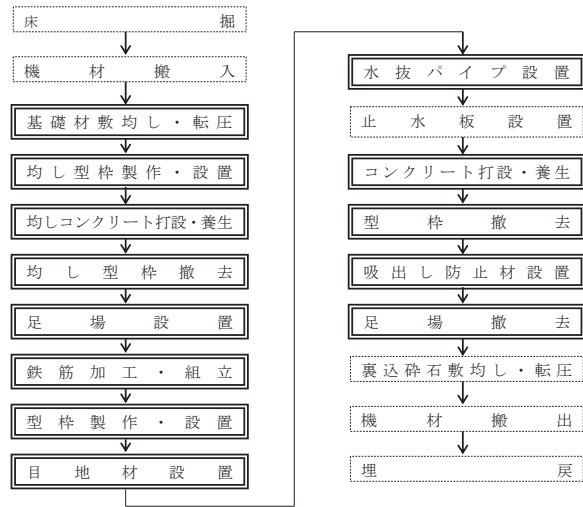 床掘
機材搬入
基礎材敷均し・転圧
均し型枠製作・設置
均しコンクリート打設・養生
均し型枠撤去
足場設置
鉄筋加工・組立
型枠製作・設置
目地材設置
水抜パイプ設置
止水板設置
コンクリート打設・養生
型枠撤去
吸出し防止材設置
足場撤去
裏込砕石敷均し・転圧
機材搬出
埋戻